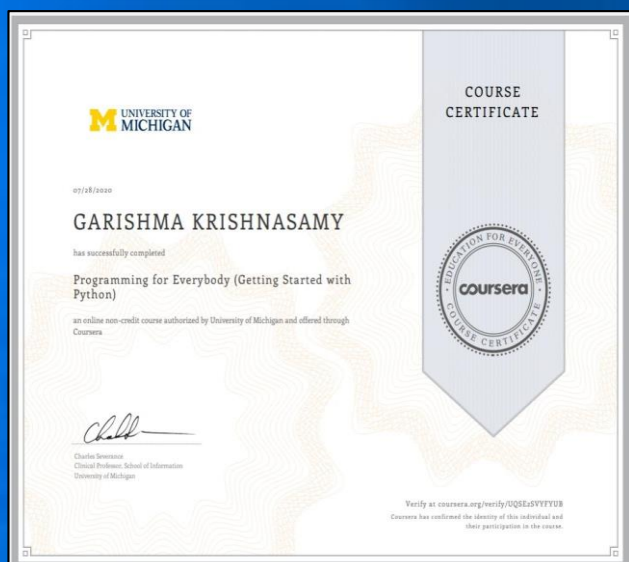 UNIVERSITY OF
MICHIGAN
07/28/2020
GARISHMA KRISHNASAMY
has successfully completed
Programming for Everybody (Getting Started with
Python)
an online non-credit course authorized by University of Michigan and offered through
Coursera
Charles Severance
Clinical Professor, School of Information
University of Michigan
COURSE
CERTIFICATE
EDUCATION FOR EVERYONE
coursera
COURSE CERTIFICATE
Verify at coursera.org/verify/UQSE2SVYFYUB
Coursera has confirmed the identity of this individual and
their participation in the course.